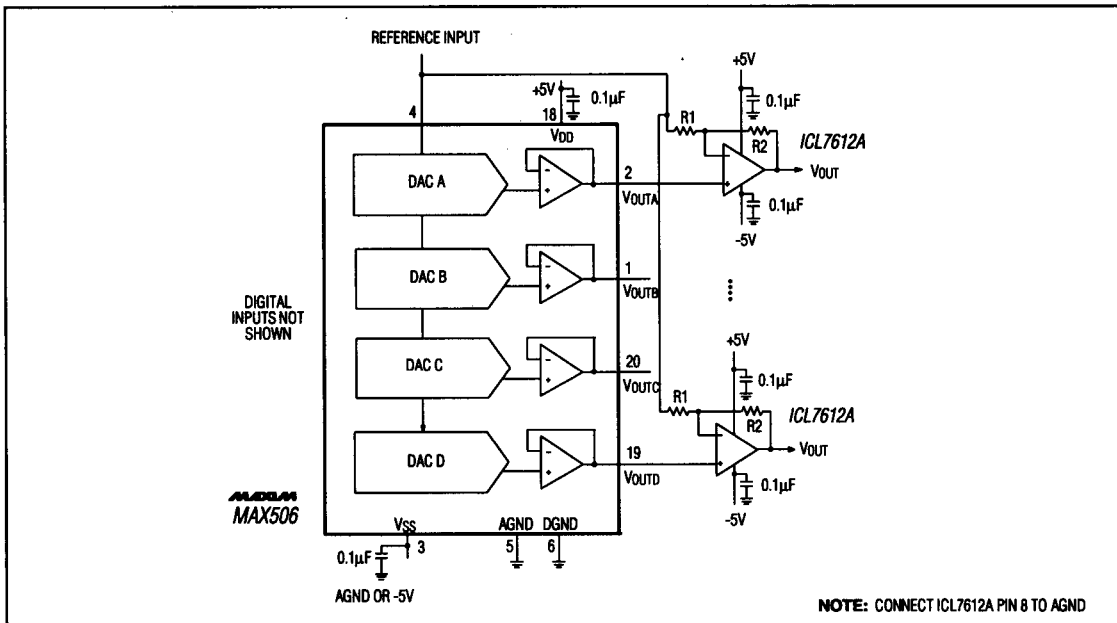 REFERENCE INPUT
4
+5V
0.1µF
18
VDD
+5V
0.1µF
R1
R2
ICL7612A
VOUT
0.1µF
-5V
DAC A
2
VOUTA
DAC B
1
VOUTB
DIGITAL
INPUTS NOT
SHOWN
DAC C
20
VOUTC
+5V
0.1µF
R1
R2
ICL7612A
VOUT
0.1µF
-5V
DAC D
19
VOUTD
MAXIM
MAX506
VSS
AGND
DGND
0.1µF
3
5
6
AGND OR -5V
NOTE: CONNECT ICL7612A PIN 8 TO AGND